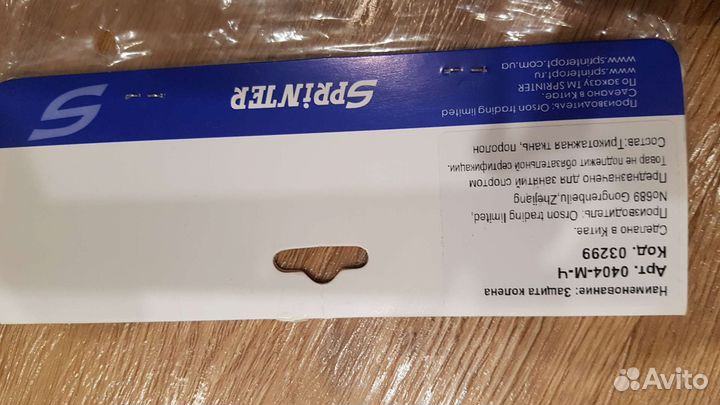 Наименование: Защита колена
Арт. 0404-М-Ч
Код. 03299
Сделано в Китае.
Производитель: Orson trading limited,
No689 Gongrenbeilu,Zhejiang
Предназначено для занятий спортом
Товар не подлежит обязательной сертификации.
Состав:Трикотажная ткань, поролон
Производитель: Orson trading limited
Сделано в Китае.
По заказу ТМ SPRINTER
www.sprinteropt.ru
www.sprinteropt.com.ua
SPRiNTER
S
Avito